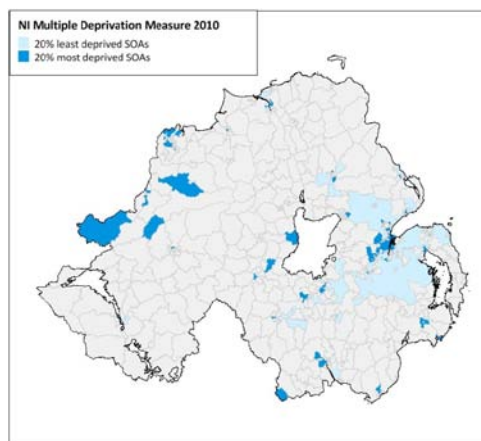 NI Multiple Deprivation Measure 2010
20% least deprived SOAs
20% most deprived SOAs